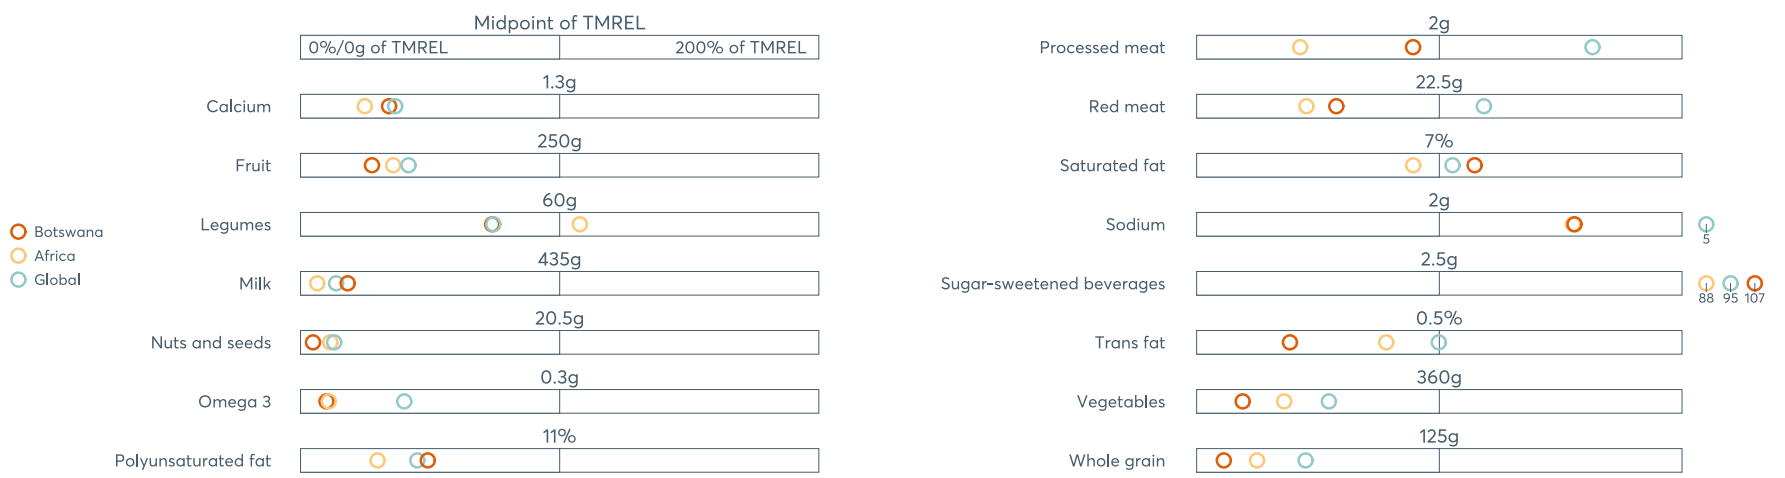 Midpoint of TMREL
0%/0g of TMREL 200% of TMREL
1.3g
Calcium
250g
Fruit
60g
Legumes
435g
Milk
20.5g
Nuts and seeds
0.3g
Omega 3
11%
Polyunsaturated fat
Botswana
Africa
Global
2g
Processed meat
22.5g
Red meat
7%
Saturated fat
2g
Sodium
5
2.5g
Sugar-sweetened beverages
88 95 107
0.5%
Trans fat
360g
Vegetables
125g
Whole grain